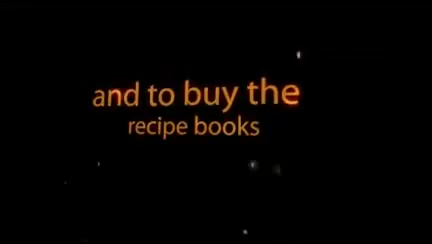 and to buy the
recipe books